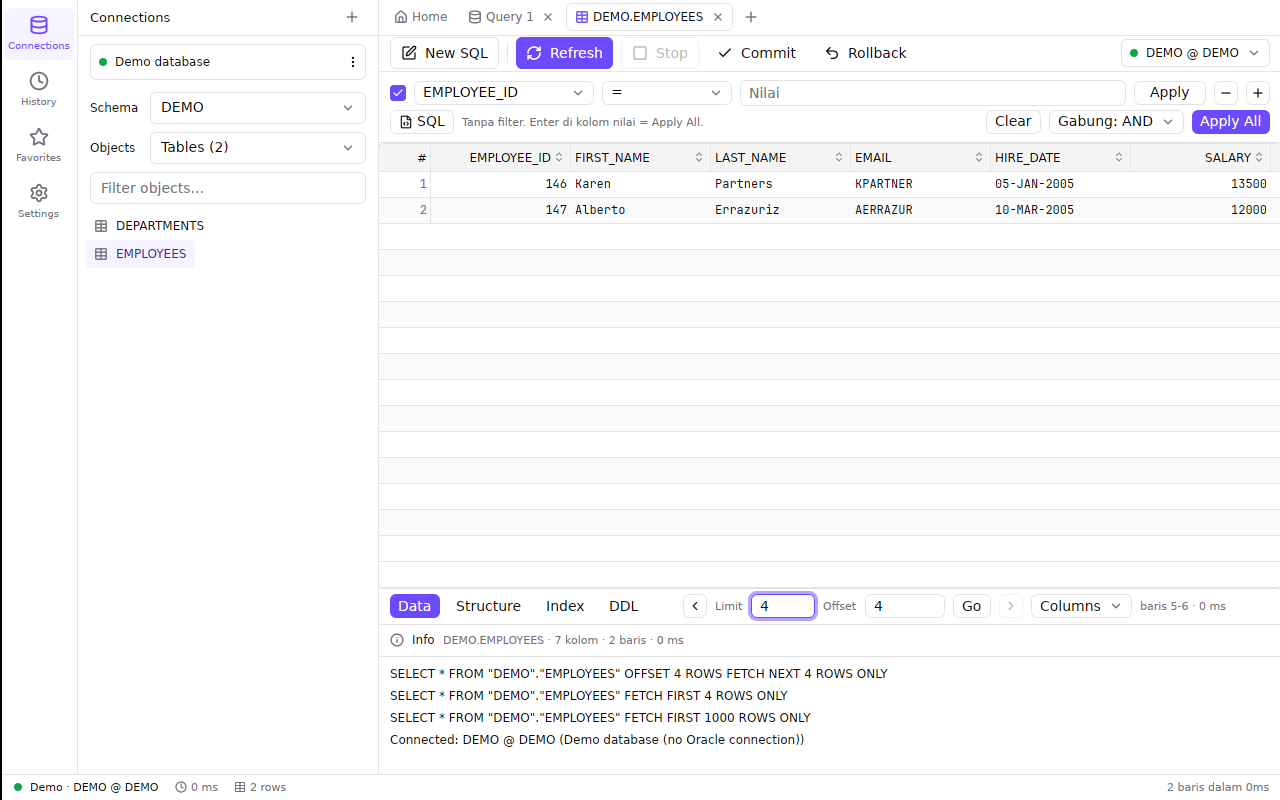 Connections
Home
Query 1
DEMO.EMPLOYEES
Connections
History
Favorites
Settings
Demo database
Schema
DEMO
Objects
Tables (2)
Filter objects...
DEPARTMENTS
EMPLOYEES
New SQL
Refresh
Stop
Commit
Rollback
DEMO @ DEMO
EMPLOYEE_ID
=
Nilai
Apply
SQL
Tanpa filter. Enter di kolom nilai = Apply All.
Clear
Gabung: AND
Apply All
# EMPLOYEE_ID FIRST_NAME LAST_NAME EMAIL HIRE_DATE SALARY
1 146 Karen Partners KPARTNER 05-JAN-2005 13500
2 147 Alberto Errazuriz AERRAZUR 10-MAR-2005 12000
Data Structure Index DDL Limit 4 Offset 4 Go Columns baris 5-6 · 0 ms
Info DEMO.EMPLOYEES · 7 kolom · 2 baris · 0 ms
SELECT * FROM "DEMO"."EMPLOYEES" OFFSET 4 ROWS FETCH NEXT 4 ROWS ONLY
SELECT * FROM "DEMO"."EMPLOYEES" FETCH FIRST 4 ROWS ONLY
SELECT * FROM "DEMO"."EMPLOYEES" FETCH FIRST 1000 ROWS ONLY
Connected: DEMO @ DEMO (Demo database (no Oracle connection))
Demo · DEMO @ DEMO 0 ms 2 rows 2 baris dalam 0ms